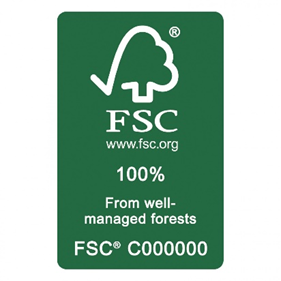 ®
FSC
www.fsc.org
100%
From well-
managed forests
FSC® C000000